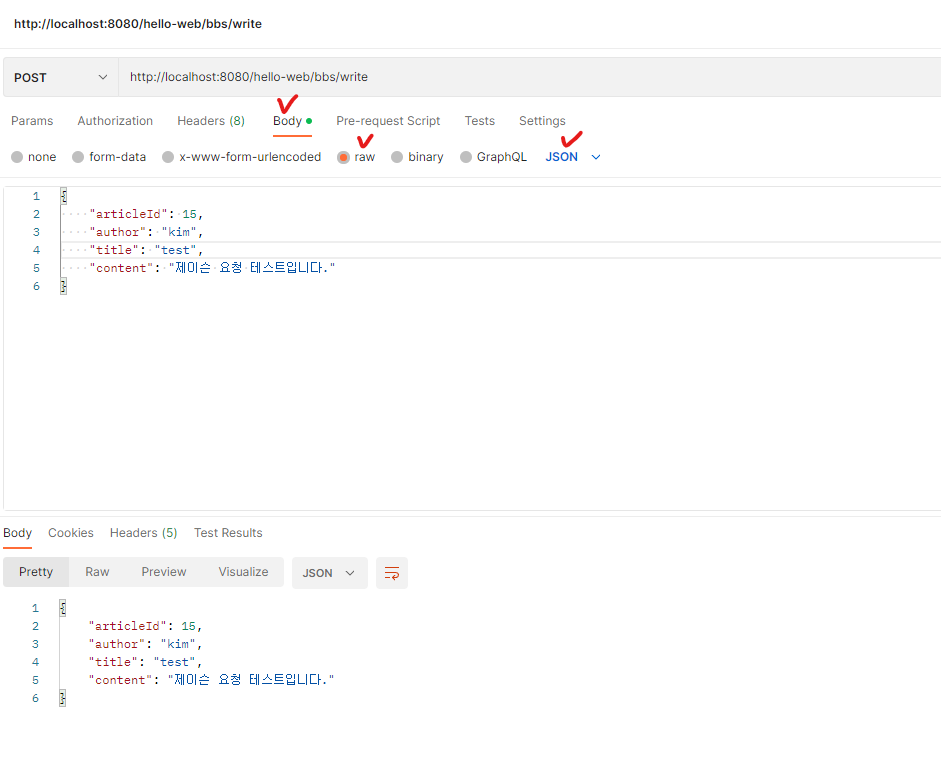 http://localhost:8080/hello-web/bbs/write
POST http://localhost:8080/hello-web/bbs/write
Params Authorization Headers (8) Body Pre-request Script Tests Settings
none form-data x-www-form-urlencoded raw binary GraphQL JSON
1 {
2 "articleId": 15,
3 "author": "kim",
4 "title": "test",
5 "content": "제이슨 요청 테스트입니다."
6 }
Body Cookies Headers (5) Test Results
Pretty Raw Preview Visualize JSON
1 {
2 "articleId": 15,
3 "author": "kim",
4 "title": "test",
5 "content": "제이슨 요청 테스트입니다."
6 }